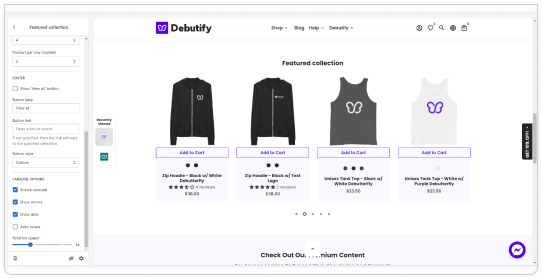 Featured collection
4
Product per row (mobile)
2
FOOTER
Show 'View all' button
Button label
View all
Button link
Paste a link or search
If not specified, then the link will lead
to the specified collection
Button style
Outline
CAROUSEL OPTIONS
Enable carousel
Show arrows
Show dots
Auto rotate
Rotation speed
5s
Debutify
Shop
Blog
Help
Debutify
Recently
viewed
Featured collection
Add to Cart
Zip Hoodie - Black w/ White
Debutterfly
4 reviews
$38.00
Add to Cart
Zip Hoodie - Black w/ Text
Logo
2 reviews
$38.00
Add to Cart
Unisex Tank Top - Black w/
White Debutterfly
$23.50
Add to Cart
Unisex Tank Top - White w/
Purple Debutterfly
$23.50
GET 10% OFF!
Check Out Our Premium Content